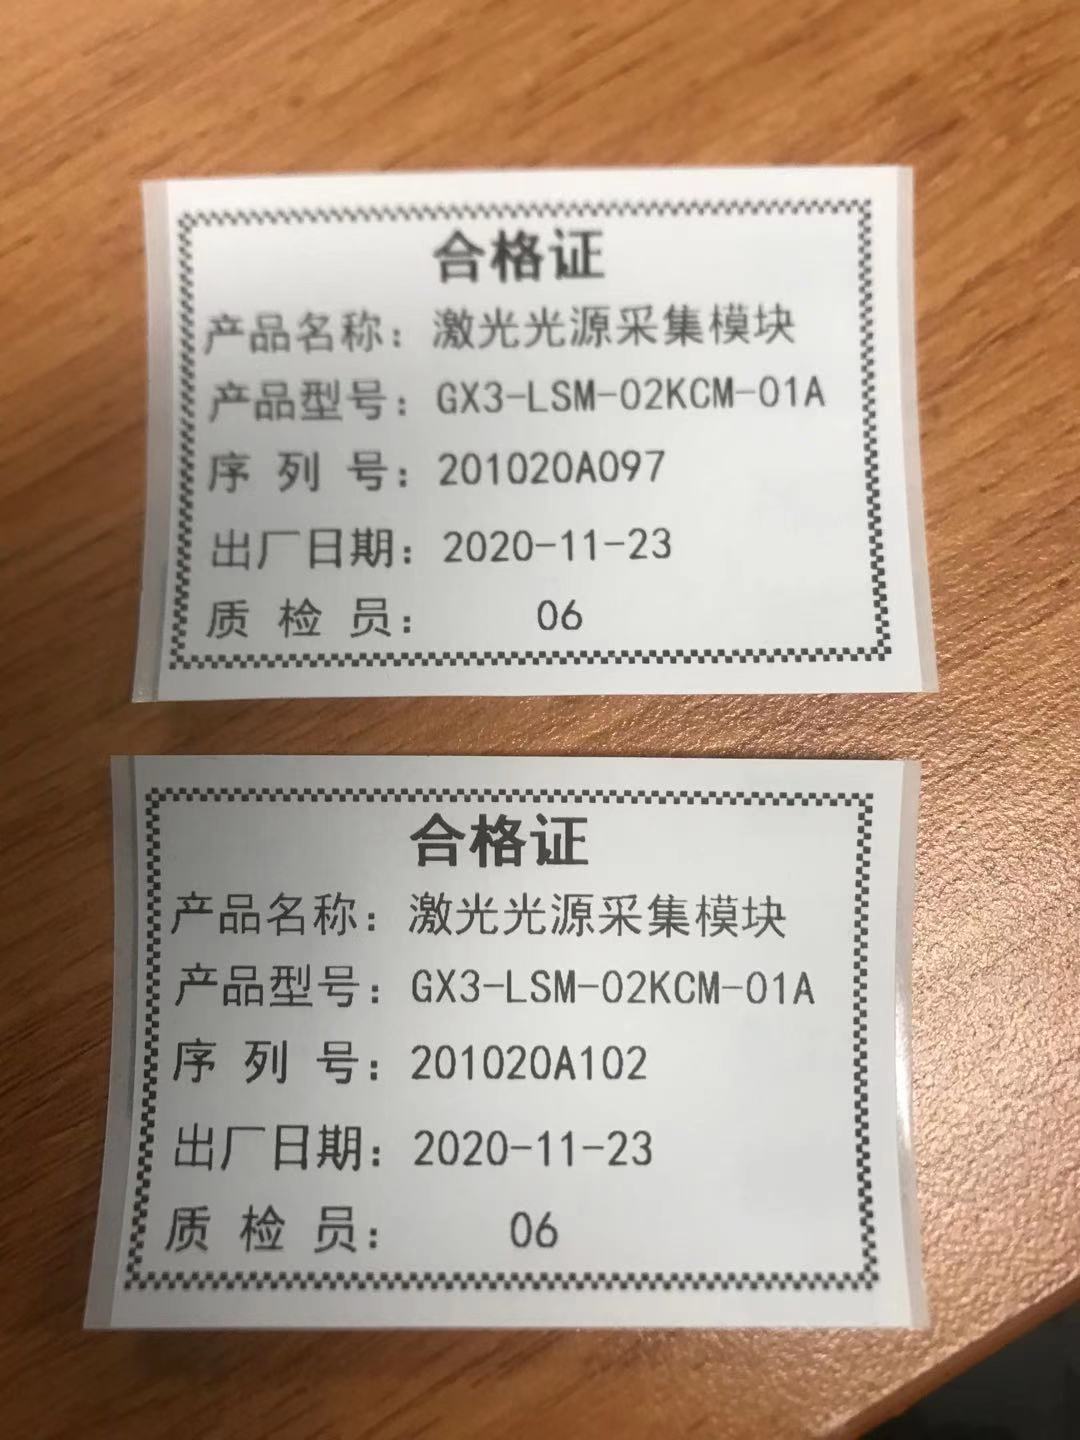 合格证
产品名称：激光光源采集模块
产品型号：GX3-LSM-02KCM-01A
序 列 号：201020A097
出厂日期：2020-11-23
质 检 员： 06
合格证
产品名称：激光光源采集模块
产品型号：GX3-LSM-02KCM-01A
序 列 号：201020A102
出厂日期：2020-11-23
质 检 员： 06